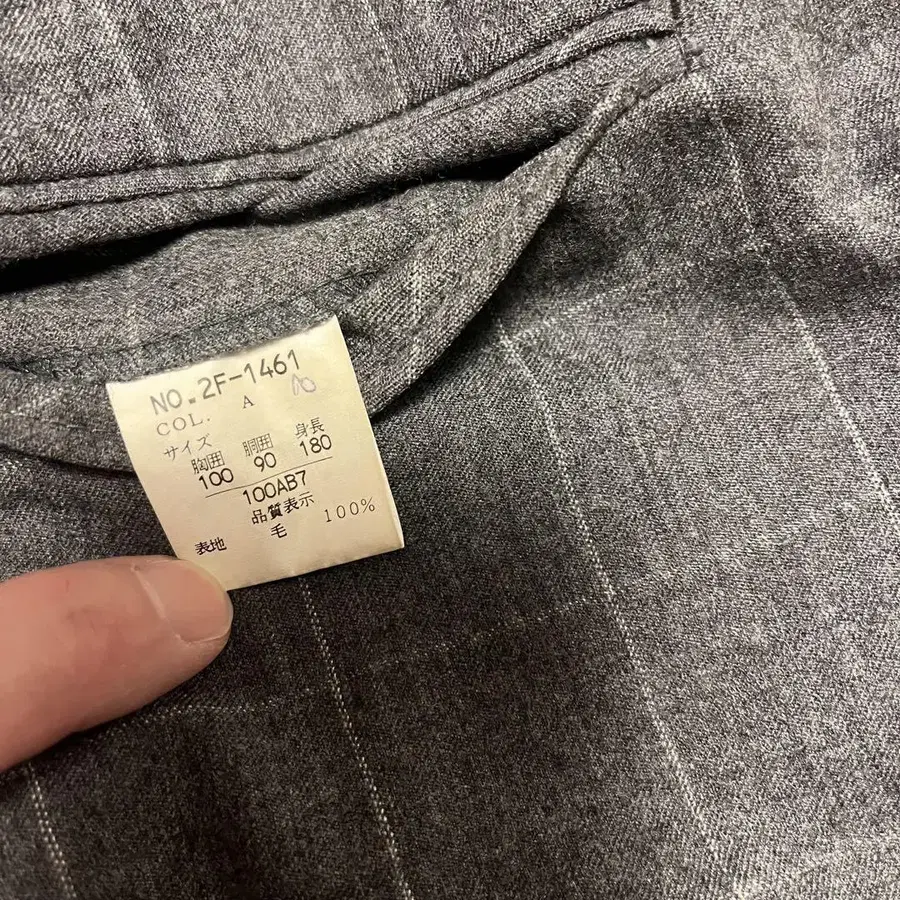 NO.2F-1461
COL. A
サイズ
胸囲 胴囲 身長
100 90 180
100AB7
品質表示
表地 毛 100%